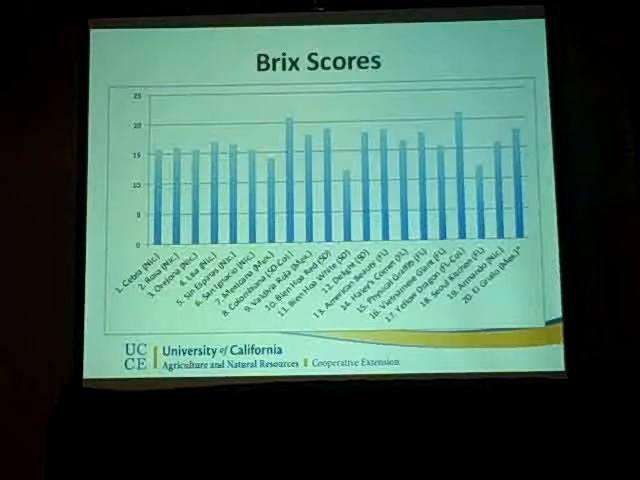 Brix Scores
25
20
15
10
5
0
1. Cebra (Nic.)
2. Rosa (Nic.)
3. Orejona (Nic.)
4. Lisa (Nic.)
5. Sin Espinas (Nic.)
6. San Ignacio (Nic.)
7. Mexicana (Mex.)
8. Colombiana (SD-Col.)
9. Valdivia Roja (Mex.)
10. Bien Hoa Red (SD)
11. Bien Hoa White (SD)
12. Delight (SD)
13. American Beauty (FL)
14. Haley's Comet (FL)
15. Physical Graffiti (FL)
16. Vietnamese Giant (FL)
17. Yellow Dragon (FL-Col.)
18. Seoul Kitchen (FL)
19. Armando (Nic.)
20. El Grullo (Mex.)*
UC
CE
University of California
Agriculture and Natural Resources
Cooperative Extension